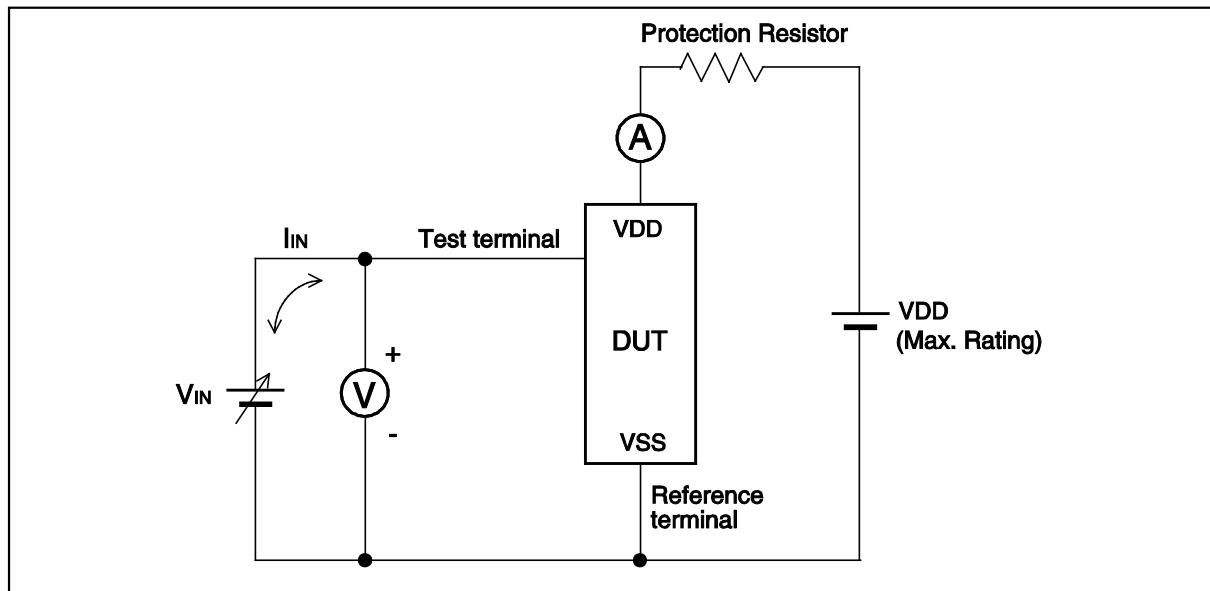 Protection Resistor
A
VDD
IIN
Test terminal
VDD
(Max. Rating)
DUT
+
VIN
V
-
VSS
Reference
terminal